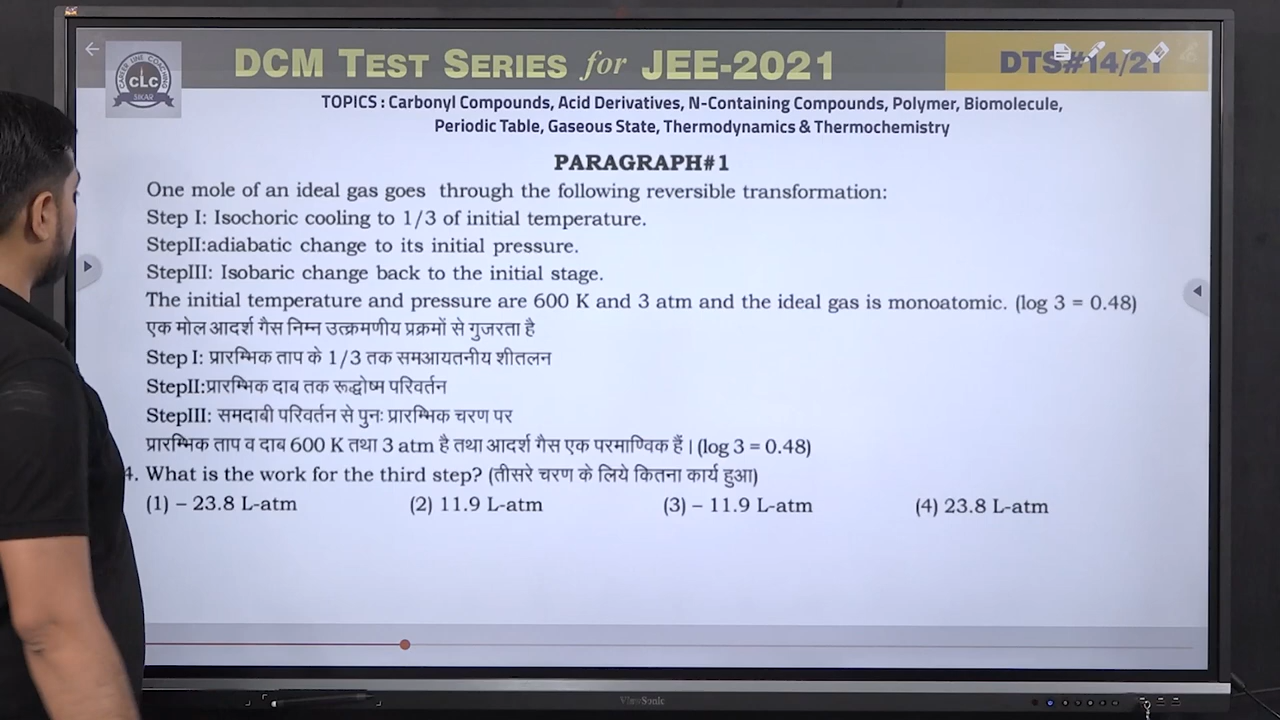 DCM TEST SERIES for JEE-2021
DTS#14/21
CAREER LINE COACHING
CLC
SIKAR
TOPICS : Carbonyl Compounds, Acid Derivatives, N-Containing Compounds, Polymer, Biomolecule,
Periodic Table, Gaseous State, Thermodynamics & Thermochemistry
PARAGRAPH#1
One mole of an ideal gas goes through the following reversible transformation:
Step I: Isochoric cooling to 1/3 of initial temperature.
StepII:adiabatic change to its initial pressure.
StepIII: Isobaric change back to the initial stage.
The initial temperature and pressure are 600 K and 3 atm and the ideal gas is monoatomic. (log 3 = 0.48)
एक मोल आदर्श गैस निम्न उत्क्रमणीय प्रक्रमों से गुजरता है
Step I: प्रारम्भिक ताप के 1/3 तक समआयतनीय शीतलन
StepII:प्रारम्भिक दाब तक रूद्धोष्म परिवर्तन
StepIII: समदाबी परिवर्तन से पुनः प्रारम्भिक चरण पर
प्रारम्भिक ताप व दाब 600 K तथा 3 atm है तथा आदर्श गैस एक परमाण्विक हैं। (log 3 = 0.48)
4. What is the work for the third step? (तीसरे चरण के लिये कितना कार्य हुआ)
(1) – 23.8 L-atm (2) 11.9 L-atm (3) – 11.9 L-atm (4) 23.8 L-atm
ViewSonic